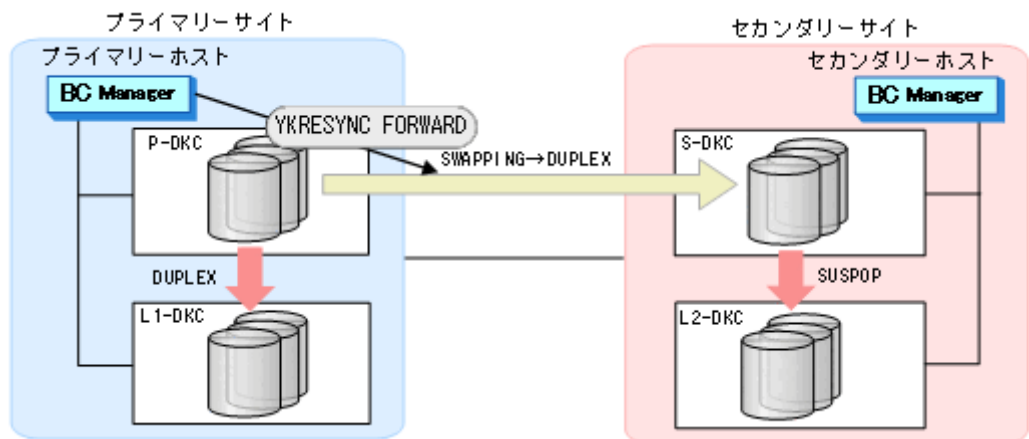 プライマリーサイト
セカンダリーサイト
プライマリーホスト
セカンダリーホスト
BC Manager
BC Manager
YKRESYNC FORWARD
P-DKC
SWAPPING→DUPLEX
S-DKC
DUPLEX
SUSPOP
L1-DKC
L2-DKC